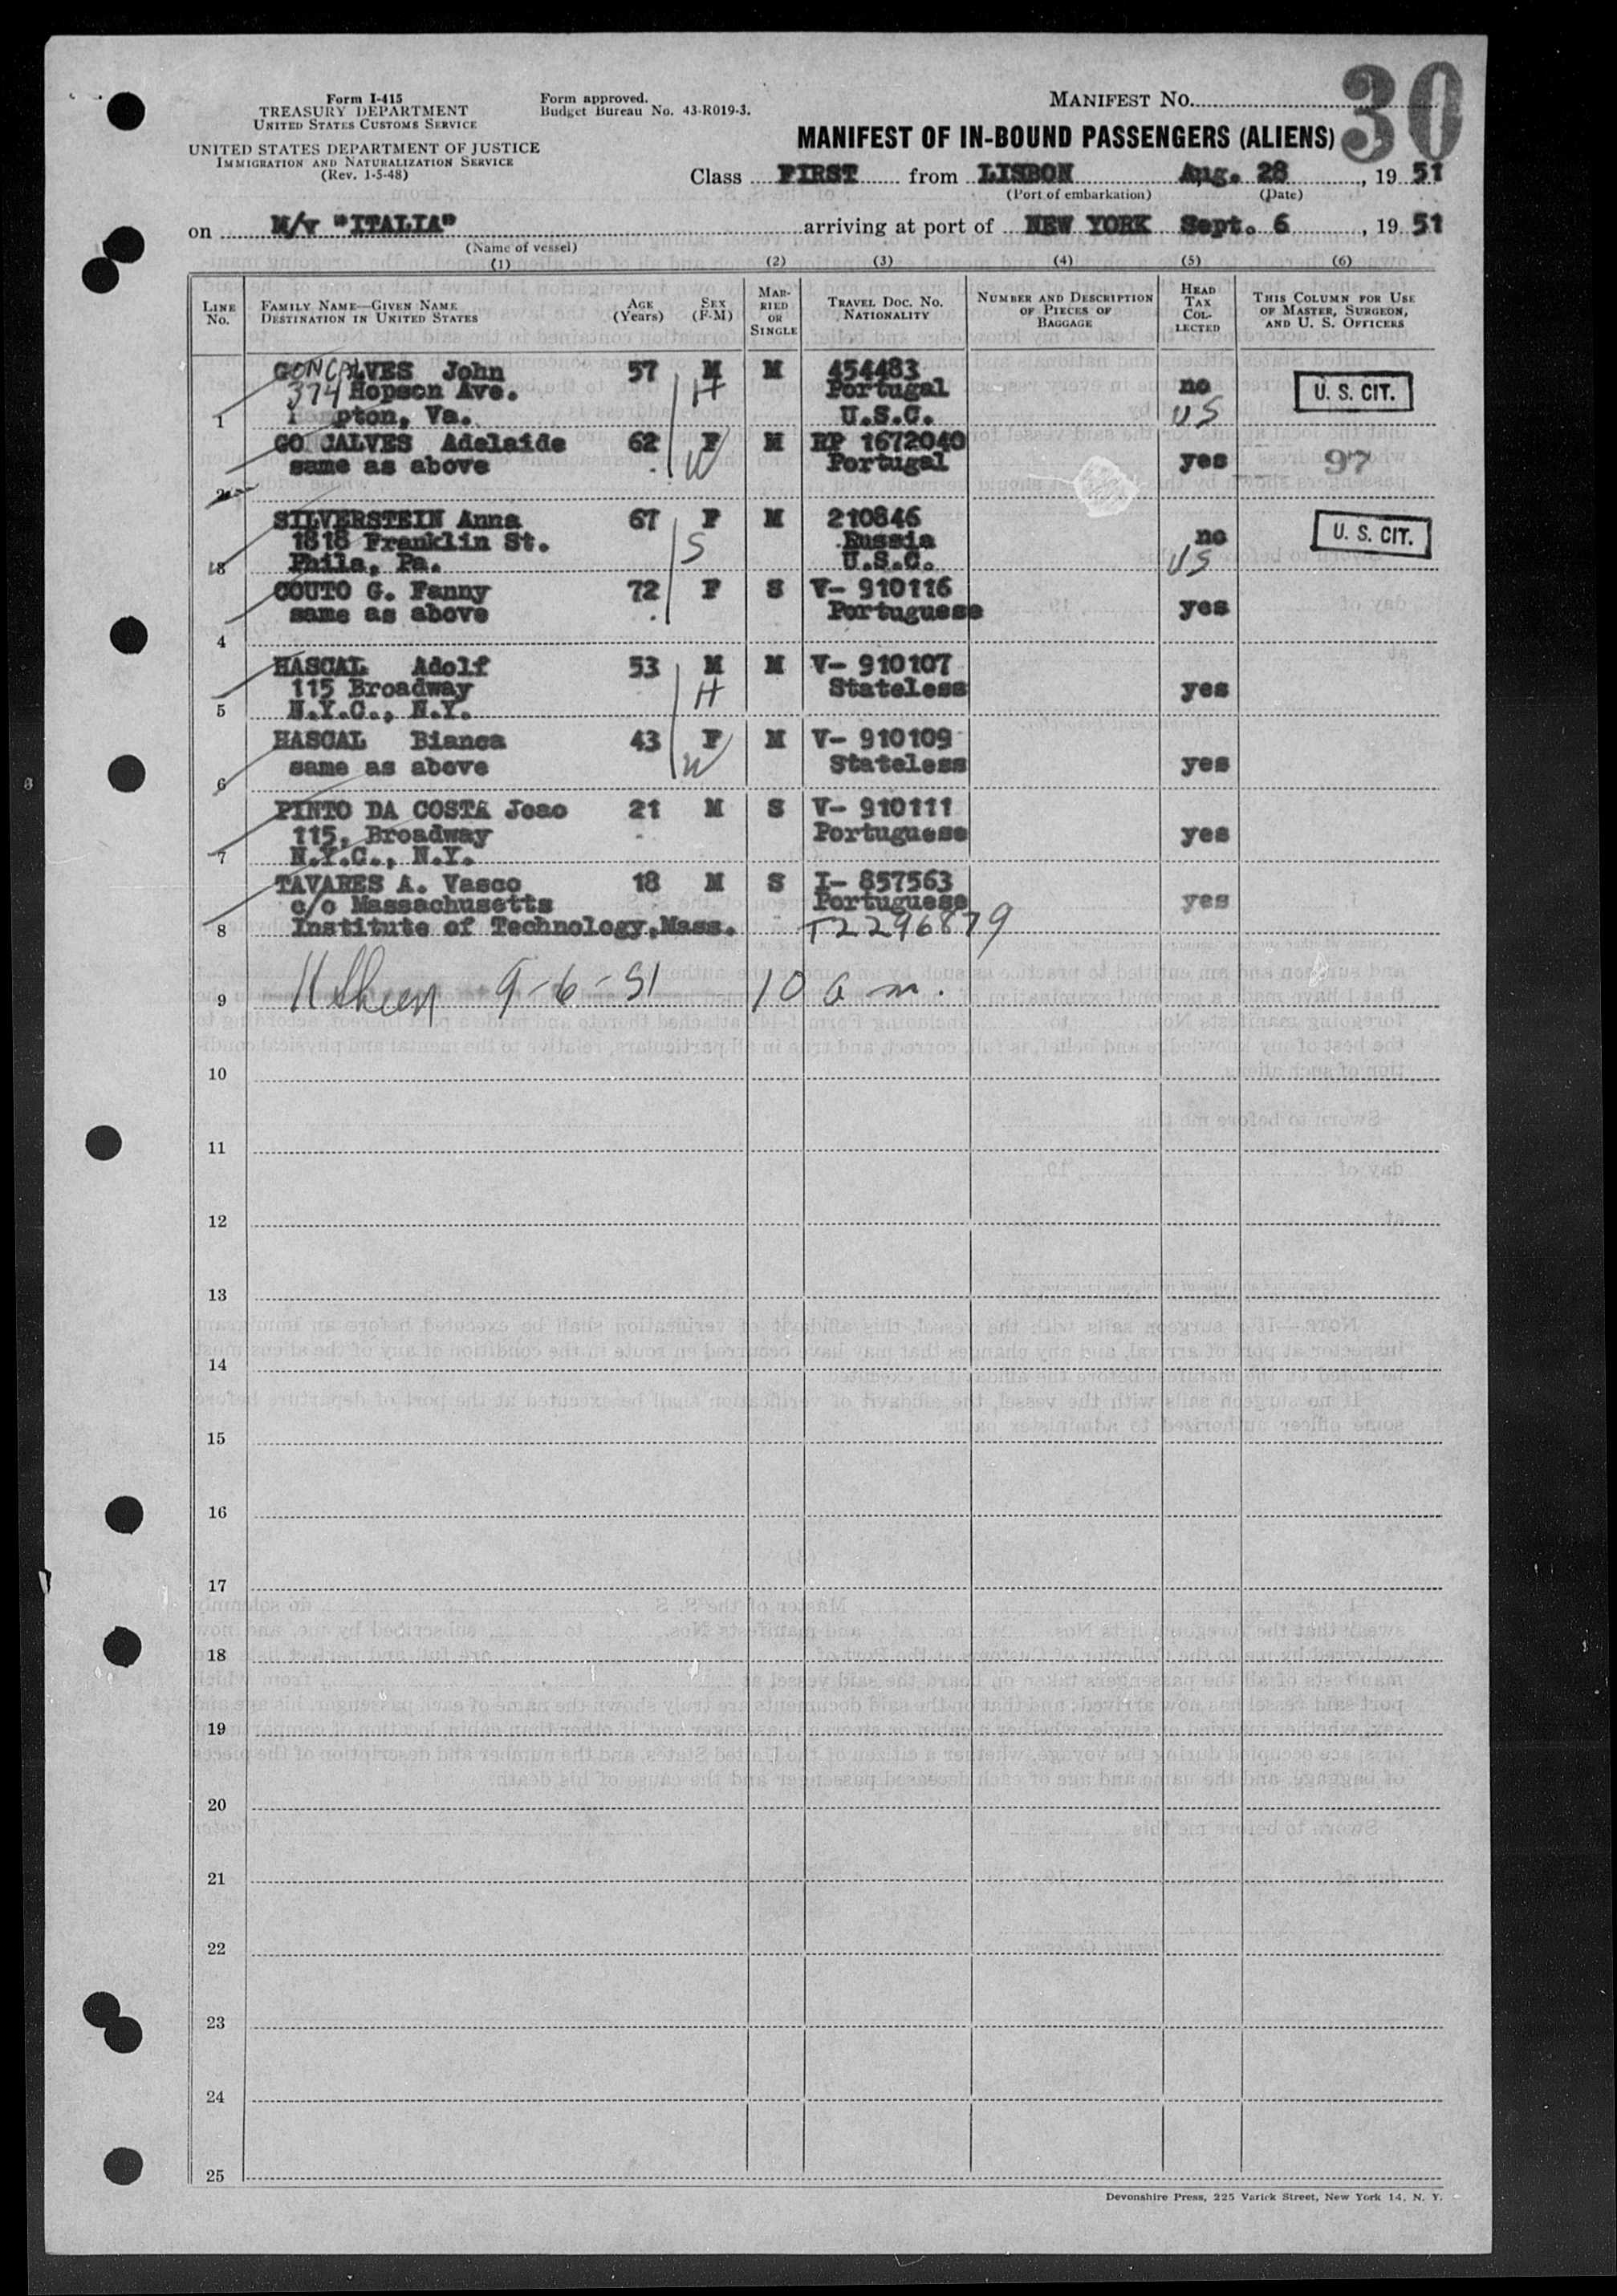 30
Form I-415
TREASURY DEPARTMENT
UNITED STATES CUSTOMS SERVICE
UNITED STATES DEPARTMENT OF JUSTICE
IMMIGRATION AND NATURALIZATION SERVICE
(Rev. 1-5-48)
Form approved.
Budget Bureau No. 43-R019-3.
MANIFEST No.
MANIFEST OF IN-BOUND PASSENGERS (ALIENS)
Class FIRST from LISBON Aug. 28, 19 51
(Port of embarkation) (Date)
on M/v "ITALIA" arriving at port of NEW YORK Sept. 6, 19 51
(Name of vessel)
(1) (2) (3) (4) (5) (6)
LINE No.
FAMILY NAME—GIVEN NAME
DESTINATION IN UNITED STATES
AGE (Years)
SEX (F-M)
MARRIED OR SINGLE
TRAVEL DOC. NO. NATIONALITY
NUMBER AND DESCRIPTION OF PIECES OF BAGGAGE
HEAD TAX COLLECTED
THIS COLUMN FOR USE OF MASTER, SURGEON, AND U. S. OFFICERS
GONCALVES John 57 M M 454483
374 Hopson Ave. H Portugal no U. S. CIT.
1 pton, Va. U.S.C. US
GO CALVES Adelaide 62 F M RP 1672040
same as above W Portugal yes 97
2
SILVERSTEIN Anna 67 F M 210846
1818 Franklin St. S Russia no U. S. CIT.
3 Phila, Pa. U.S.C. US
COUTO G. Fanny 72 F S V- 910116
same as above Portuguese yes
4
HASCAL Adolf 53 M M V- 910107
115 Broadway H Stateless yes
5 N.Y.C., N.Y.
HASCAL Bianca 43 F M V- 910109
same as above W Stateless yes
6
PINTO DA COSTA Joao 21 M S V- 910111
115, Broadway Portuguese yes
7 N.Y.C., N.Y.
TAVARES A. Vasco 18 M S I- 857563
c/o Massachusetts Portuguese yes
8 Institute of Technology, Mass. T2296879
9 9-6-51 10 a m.
10
11
12
13
14
15
16
17
18
19
20
21
22
23
24
25
Devonshire Press, 225 Varick Street, New York 14, N. Y.